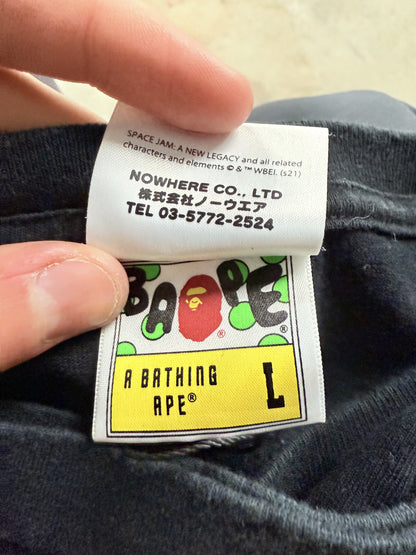 SPACE JAM: A NEW LEGACY and all related
characters and elements © & ™ WBEI. (s21)
NOWHERE CO., LTD
株式会社ノーウエア
TEL 03-5772-2524
BAPE®
®
A BATHING
APE®
L